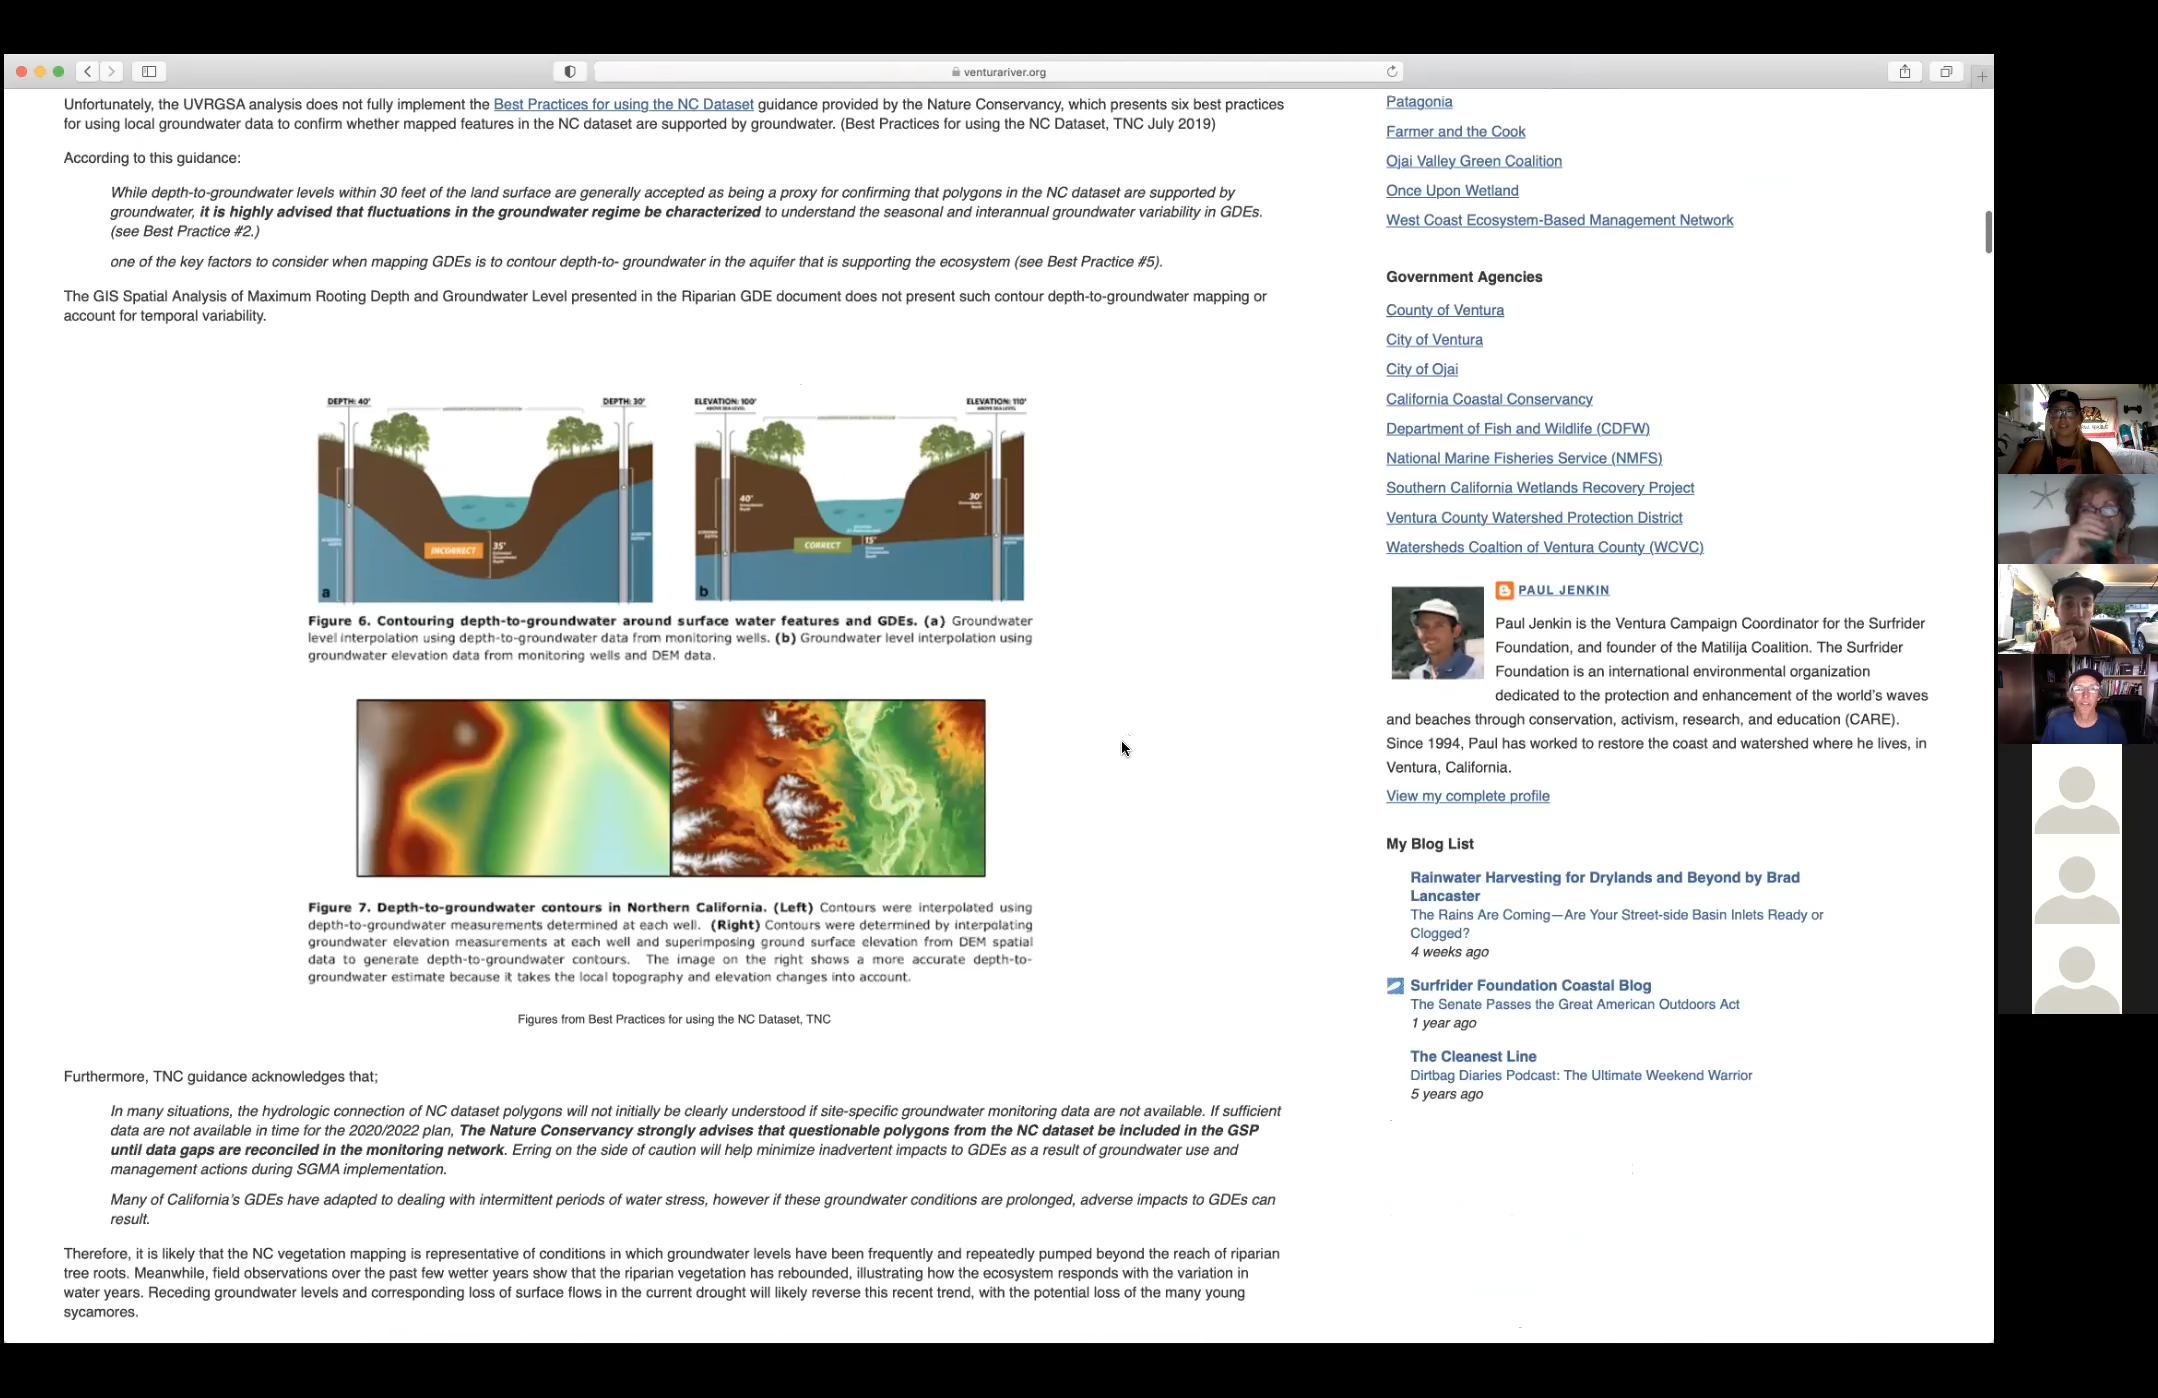 venturariver.org
Unfortunately, the UVRGSA analysis does not fully implement the Best Practices for using the NC Dataset guidance provided by the Nature Conservancy, which presents six best practices
for using local groundwater data to confirm whether mapped features in the NC dataset are supported by groundwater. (Best Practices for using the NC Dataset, TNC July 2019)
According to this guidance:
While depth-to-groundwater levels within 30 feet of the land surface are generally accepted as being a proxy for confirming that polygons in the NC dataset are supported by
groundwater, it is highly advised that fluctuations in the groundwater regime be characterized to understand the seasonal and interannual groundwater variability in GDEs.
(see Best Practice #2.)
one of the key factors to consider when mapping GDEs is to contour depth-to- groundwater in the aquifer that is supporting the ecosystem (see Best Practice #5).
The GIS Spatial Analysis of Maximum Rooting Depth and Groundwater Level presented in the Riparian GDE document does not present such contour depth-to-groundwater mapping or
account for temporal variability.
DEPTH: 40'
DEPTH: 30'
INCORRECT
35'
a
ELEVATION: 100'
ABOVE SEA LEVEL
ELEVATION: 110'
ABOVE SEA LEVEL
40'
30'
CORRECT
15'
b
Figure 6. Contouring depth-to-groundwater around surface water features and GDEs. (a) Groundwater
level interpolation using depth-to-groundwater data from monitoring wells. (b) Groundwater level interpolation using
groundwater elevation data from monitoring wells and DEM data.
Figure 7. Depth-to-groundwater contours in Northern California. (Left) Contours were interpolated using
depth-to-groundwater measurements determined at each well. (Right) Contours were determined by interpolating
groundwater elevation measurements at each well and superimposing ground surface elevation from DEM spatial
data to generate depth-to-groundwater contours. The image on the right shows a more accurate depth-to-
groundwater estimate because it takes the local topography and elevation changes into account.
Figures from Best Practices for using the NC Dataset, TNC
Furthermore, TNC guidance acknowledges that;
In many situations, the hydrologic connection of NC dataset polygons will not initially be clearly understood if site-specific groundwater monitoring data are not available. If sufficient
data are not available in time for the 2020/2022 plan, The Nature Conservancy strongly advises that questionable polygons from the NC dataset be included in the GSP
until data gaps are reconciled in the monitoring network. Erring on the side of caution will help minimize inadvertent impacts to GDEs as a result of groundwater use and
management actions during SGMA implementation.
Many of California's GDEs have adapted to dealing with intermittent periods of water stress, however if these groundwater conditions are prolonged, adverse impacts to GDEs can
result.
Therefore, it is likely that the NC vegetation mapping is representative of conditions in which groundwater levels have been frequently and repeatedly pumped beyond the reach of riparian
tree roots. Meanwhile, field observations over the past few wetter years show that the riparian vegetation has rebounded, illustrating how the ecosystem responds with the variation in
water years. Receding groundwater levels and corresponding loss of surface flows in the current drought will likely reverse this recent trend, with the potential loss of the many young
sycamores.
Patagonia
Farmer and the Cook
Ojai Valley Green Coalition
Once Upon Wetland
West Coast Ecosystem-Based Management Network
Government Agencies
County of Ventura
City of Ventura
City of Ojai
California Coastal Conservancy
Department of Fish and Wildlife (CDFW)
National Marine Fisheries Service (NMFS)
Southern California Wetlands Recovery Project
Ventura County Watershed Protection District
Watersheds Coaltion of Ventura County (WCVC)
PAUL JENKIN
Paul Jenkin is the Ventura Campaign Coordinator for the Surfrider
Foundation, and founder of the Matilija Coalition. The Surfrider
Foundation is an international environmental organization
dedicated to the protection and enhancement of the world's waves
and beaches through conservation, activism, research, and education (CARE).
Since 1994, Paul has worked to restore the coast and watershed where he lives, in
Ventura, California.
View my complete profile
My Blog List
Rainwater Harvesting for Drylands and Beyond by Brad
Lancaster
The Rains Are Coming—Are Your Street-side Basin Inlets Ready or
Clogged?
4 weeks ago
Surfrider Foundation Coastal Blog
The Senate Passes the Great American Outdoors Act
1 year ago
The Cleanest Line
Dirtbag Diaries Podcast: The Ultimate Weekend Warrior
5 years ago